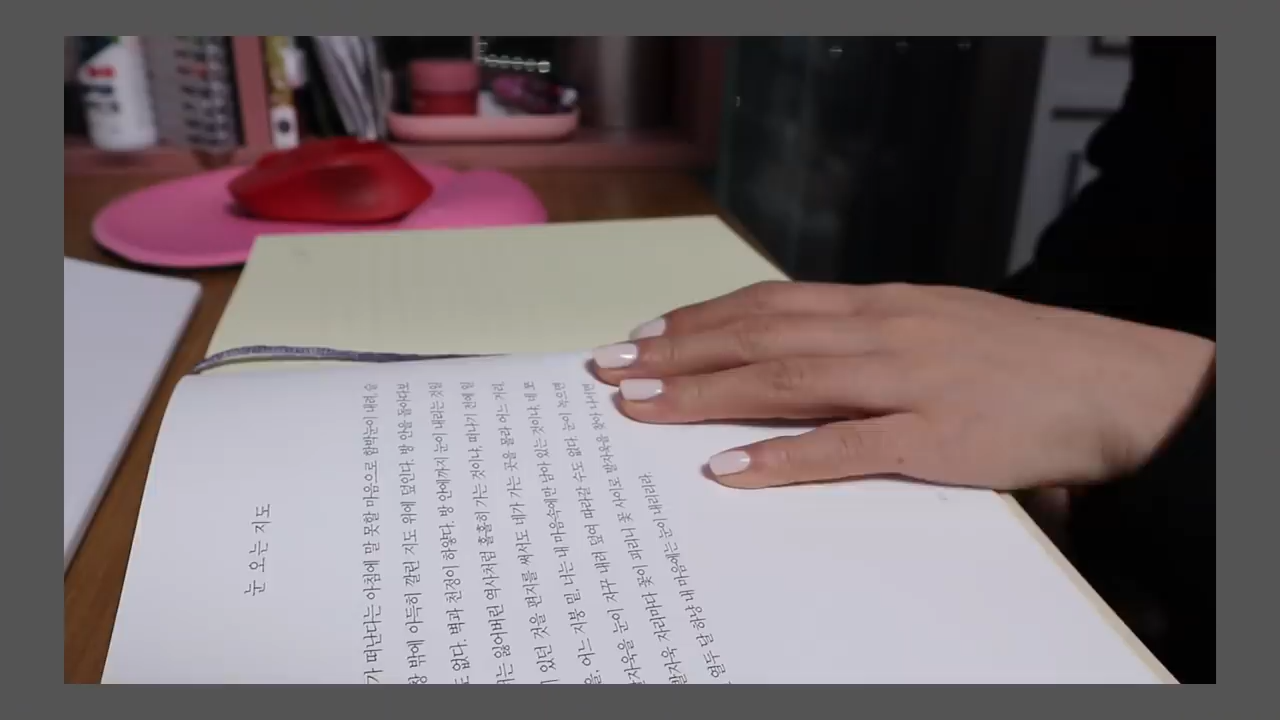 눈 오는 지도
가 떠난다는 아침에 말 못할 마음으로 함박눈이 내려, 슬
창 밖에 아득히 깔린 지도 위에 덮인다. 방 안을 돌아다보
도 없다. 벽과 천정이 하얗다. 방 안에까지 눈이 내리는 것일
너는 잃어버린 역사처럼 홀홀히 가는 것이냐, 떠나기 전에 일
이 있던 것을 편지를 써서도 네가 가는 곳을 몰라 어느 거리,
을, 어느 지붕 밑, 너는 내 마음속에만 남아 있는 것이냐, 네 쪼
발자욱을 눈이 자꾸 내려 덮여 따라갈 수도 없다. 눈이 녹으면
발자욱 자리마다 꽃이 피리니 꽃 사이로 발자욱을 찾아 나서면
열두 달 하냥 내 마음에는 눈이 내리리라.